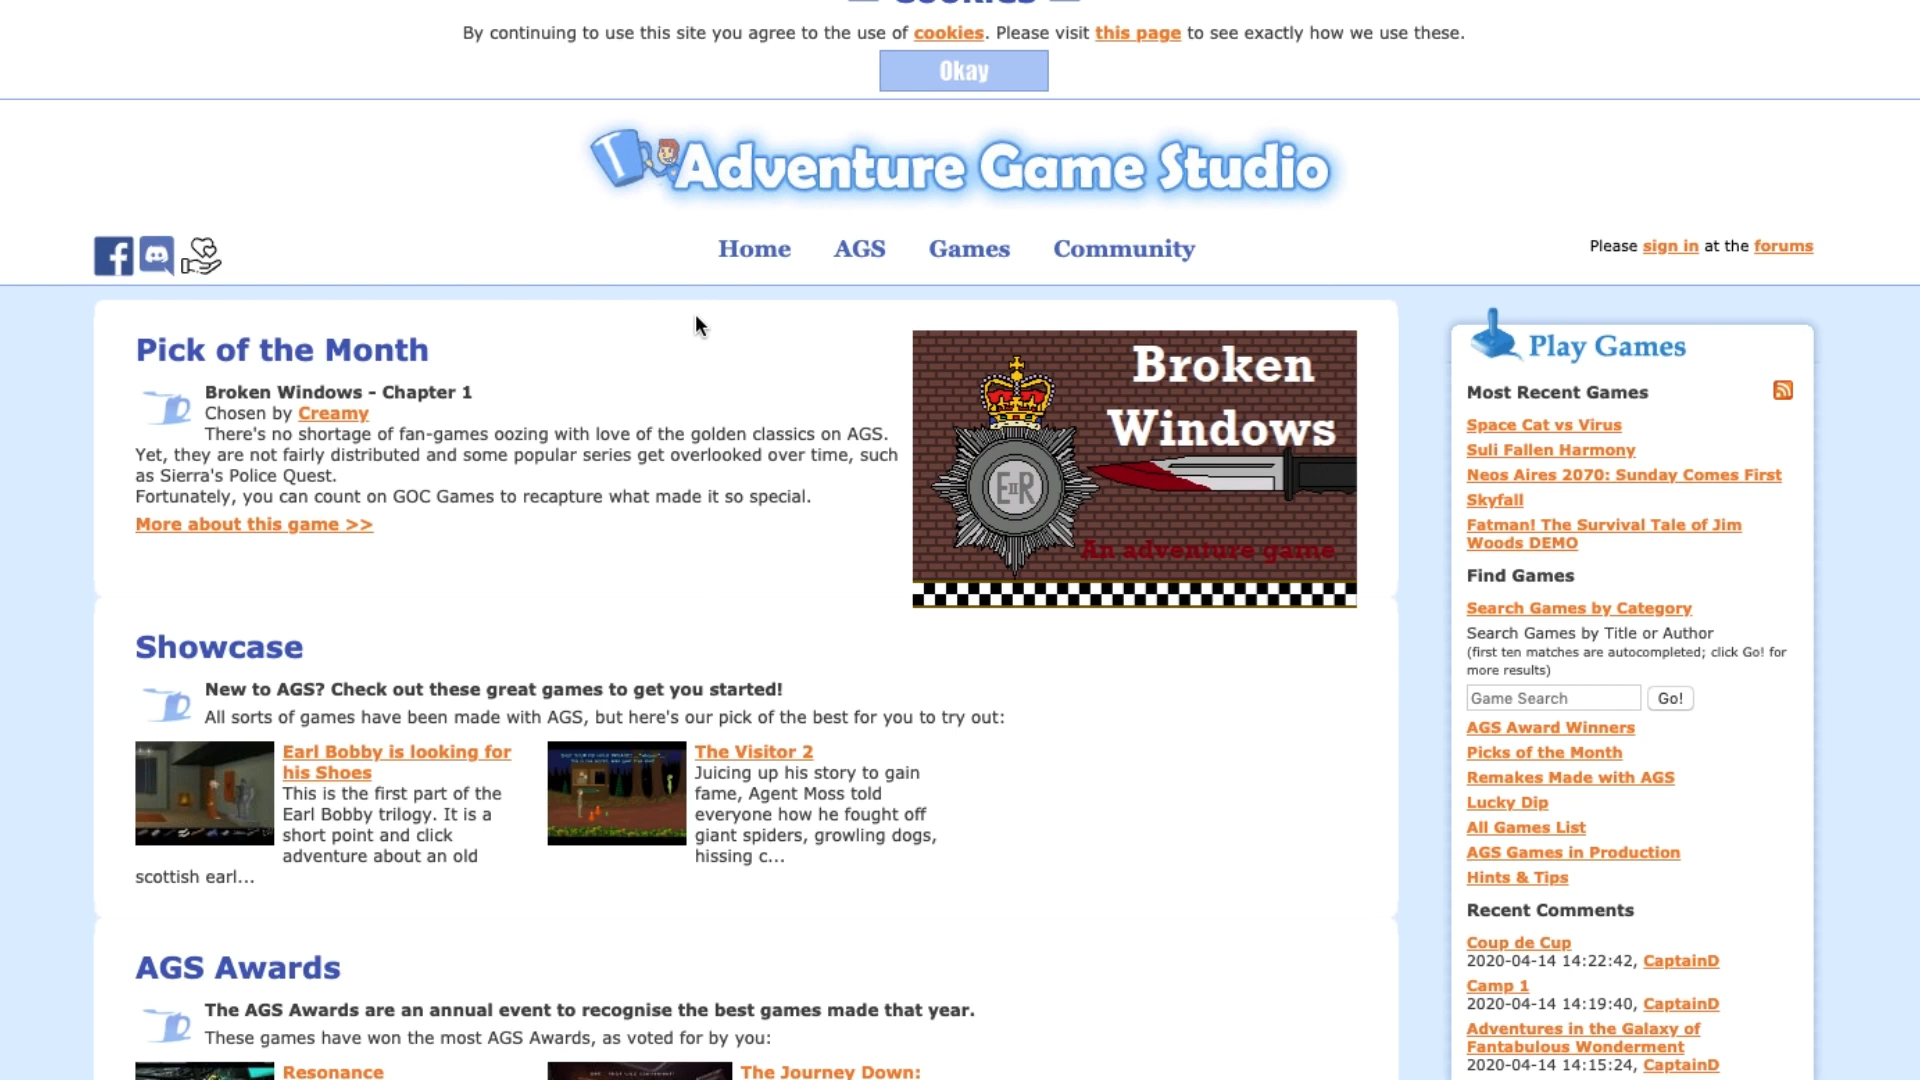 By continuing to use this site you agree to the use of cookies. Please visit this page to see exactly how we use these.
Okay
Adventure Game Studio
Home AGS Games Community
Please sign in at the forums
Pick of the Month
Broken Windows - Chapter 1
Chosen by Creamy
There's no shortage of fan-games oozing with love of the golden classics on AGS.
Yet, they are not fairly distributed and some popular series get overlooked over time, such
as Sierra's Police Quest.
Fortunately, you can count on GOC Games to recapture what made it so special.
More about this game >>
Broken
Windows
EIIR
An adventure game
Showcase
New to AGS? Check out these great games to get you started!
All sorts of games have been made with AGS, but here's our pick of the best for you to try out:
Earl Bobby is looking for
his Shoes
This is the first part of the
Earl Bobby trilogy. It is a
short point and click
adventure about an old
scottish earl...
The Visitor 2
Juicing up his story to gain
fame, Agent Moss told
everyone how he fought off
giant spiders, growling dogs,
hissing c...
AGS Awards
The AGS Awards are an annual event to recognise the best games made that year.
These games have won the most AGS Awards, as voted for by you:
Resonance
The Journey Down:
Play Games
Most Recent Games
Space Cat vs Virus
Suli Fallen Harmony
Neos Aires 2070: Sunday Comes First
Skyfall
Fatman! The Survival Tale of Jim
Woods DEMO
Find Games
Search Games by Category
Search Games by Title or Author
(first ten matches are autocompleted; click Go! for
more results)
Game Search Go!
AGS Award Winners
Picks of the Month
Remakes Made with AGS
Lucky Dip
All Games List
AGS Games in Production
Hints & Tips
Recent Comments
Coup de Cup
2020-04-14 14:22:42, CaptainD
Camp 1
2020-04-14 14:19:40, CaptainD
Adventures in the Galaxy of
Fantabulous Wonderment
2020-04-14 14:15:24, CaptainD